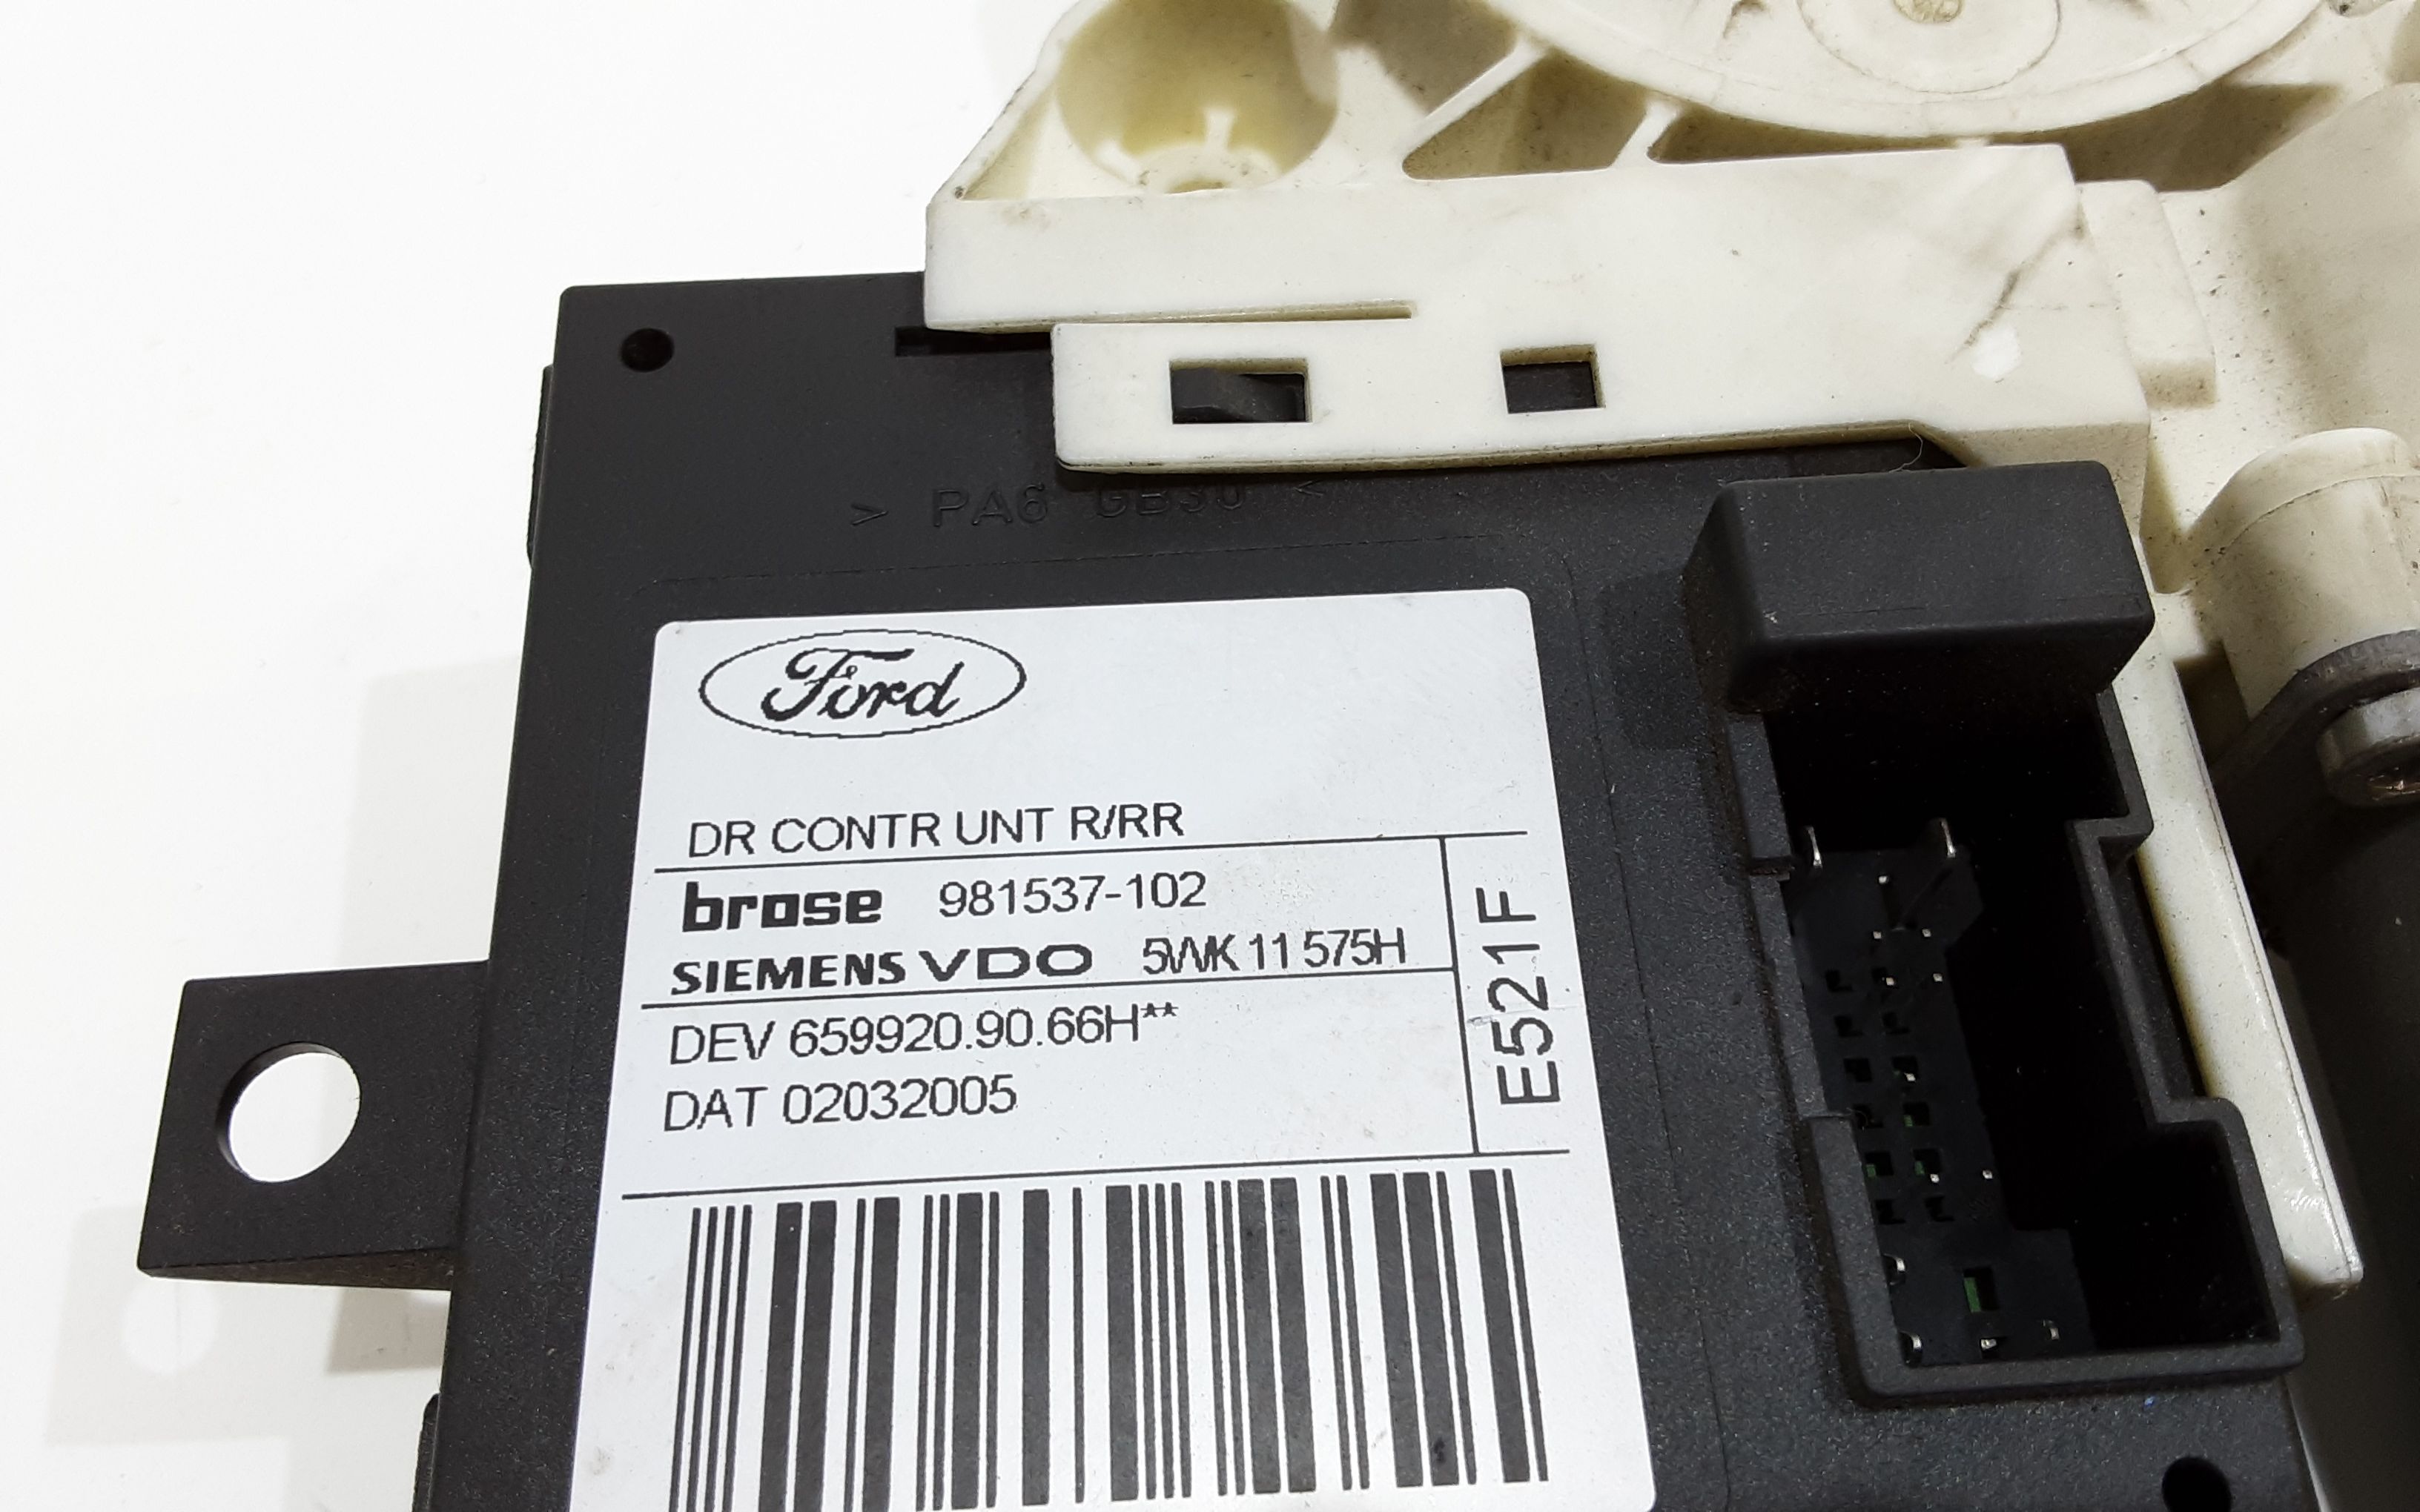 > PA6 GB30 <
Ford
DR CONTR UNT R/RR
brose 981537-102
SIEMENS VDO 5WK 11 575H
DEV 659920.90.66H**
DAT 02032005
E521F